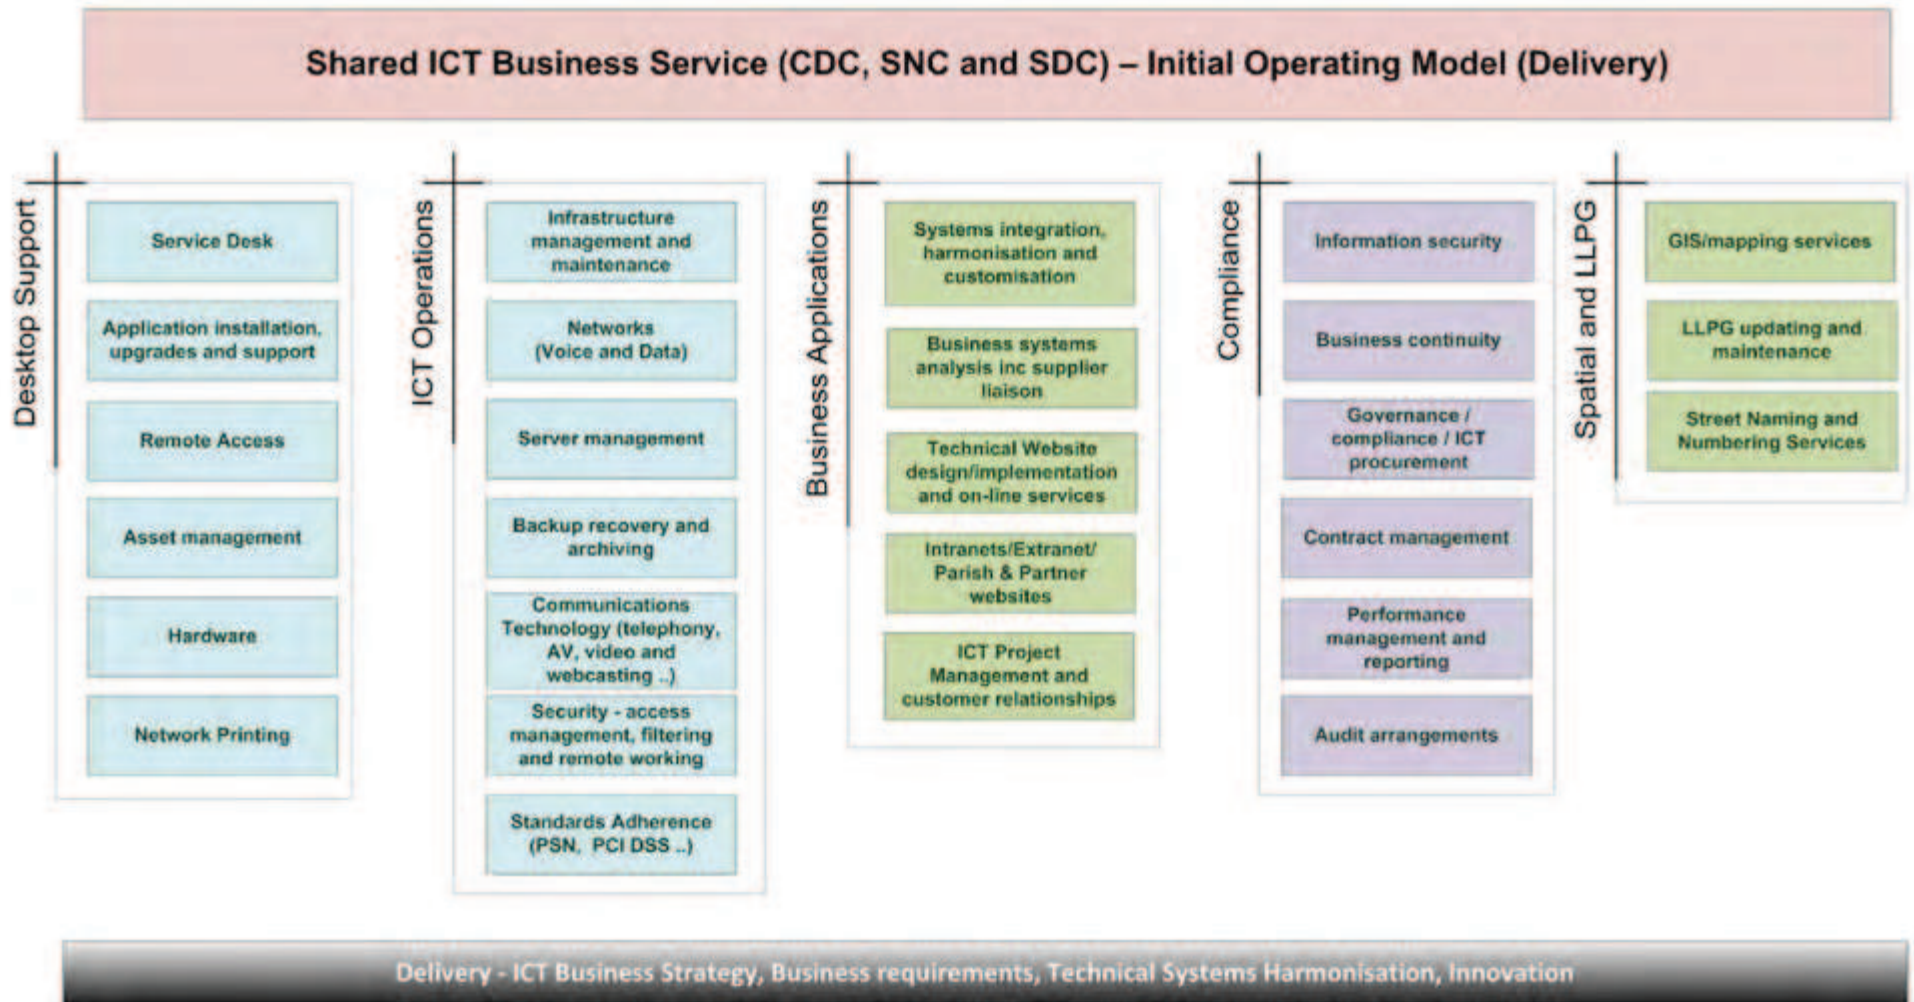 Shared ICT Business Service (CDC, SNC and SDC) – Initial Operating Model (Delivery)
Desktop Support
Service Desk
Application installation,
upgrades and support
Remote Access
Asset management
Hardware
Network Printing
ICT Operations
Infrastructure
management and
maintenance
Networks
(Voice and Data)
Server management
Backup recovery and
archiving
Communications
Technology (telephony,
AV, video and
webcasting ..)
Security - access
management, filtering
and remote working
Standards Adherence
(PSN, PCI DSS ..)
Business Applications
Systems integration,
harmonisation and
customisation
Business systems
analysis inc supplier
liaison
Technical Website
design/implementation
and on-line services
Intranets/Extranet/
Parish & Partner
websites
ICT Project
Management and
customer relationships
Compliance
Information security
Business continuity
Governance /
compliance / ICT
procurement
Contract management
Performance
management and
reporting
Audit arrangements
Spatial and LLPG
GIS/mapping services
LLPG updating and
maintenance
Street Naming and
Numbering Services
Delivery - ICT Business Strategy, Business requirements, Technical Systems Harmonisation, Innovation